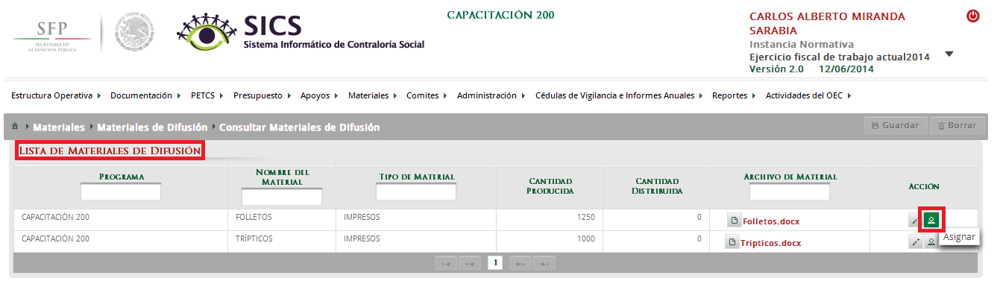 SFP
SECRETARÍA DE
LA FUNCIÓN PÚBLICA
ESTADOS UNIDOS MEXICANOS
SICS
Sistema Informático de Contraloría Social
CAPACITACIÓN 200
CARLOS ALBERTO MIRANDA
SARABIA
Instancia Normativa
Ejercicio fiscal de trabajo actual2014
Versión 2.0 12/06/2014
Estructura Operativa Documentación PETCS Presupuesto Apoyos Materiales Comites Administración Cédulas de Vigilancia e Informes Anuales Reportes Actividades del OEC
Materiales Materiales de Difusión Consultar Materiales de Difusión Guardar Borrar
LISTA DE MATERIALES DE DIFUSIÓN
PROGRAMA NOMBRE DEL MATERIAL TIPO DE MATERIAL CANTIDAD PRODUCIDA CANTIDAD DISTRIBUIDA ARCHIVO DE MATERIAL ACCIÓN
CAPACITACIÓN 200 FOLLETOS IMPRESOS 1250 0 Folletos.docx
Asignar
CAPACITACIÓN 200 TRÍPTICOS IMPRESOS 1000 0 Tripticos.docx
1